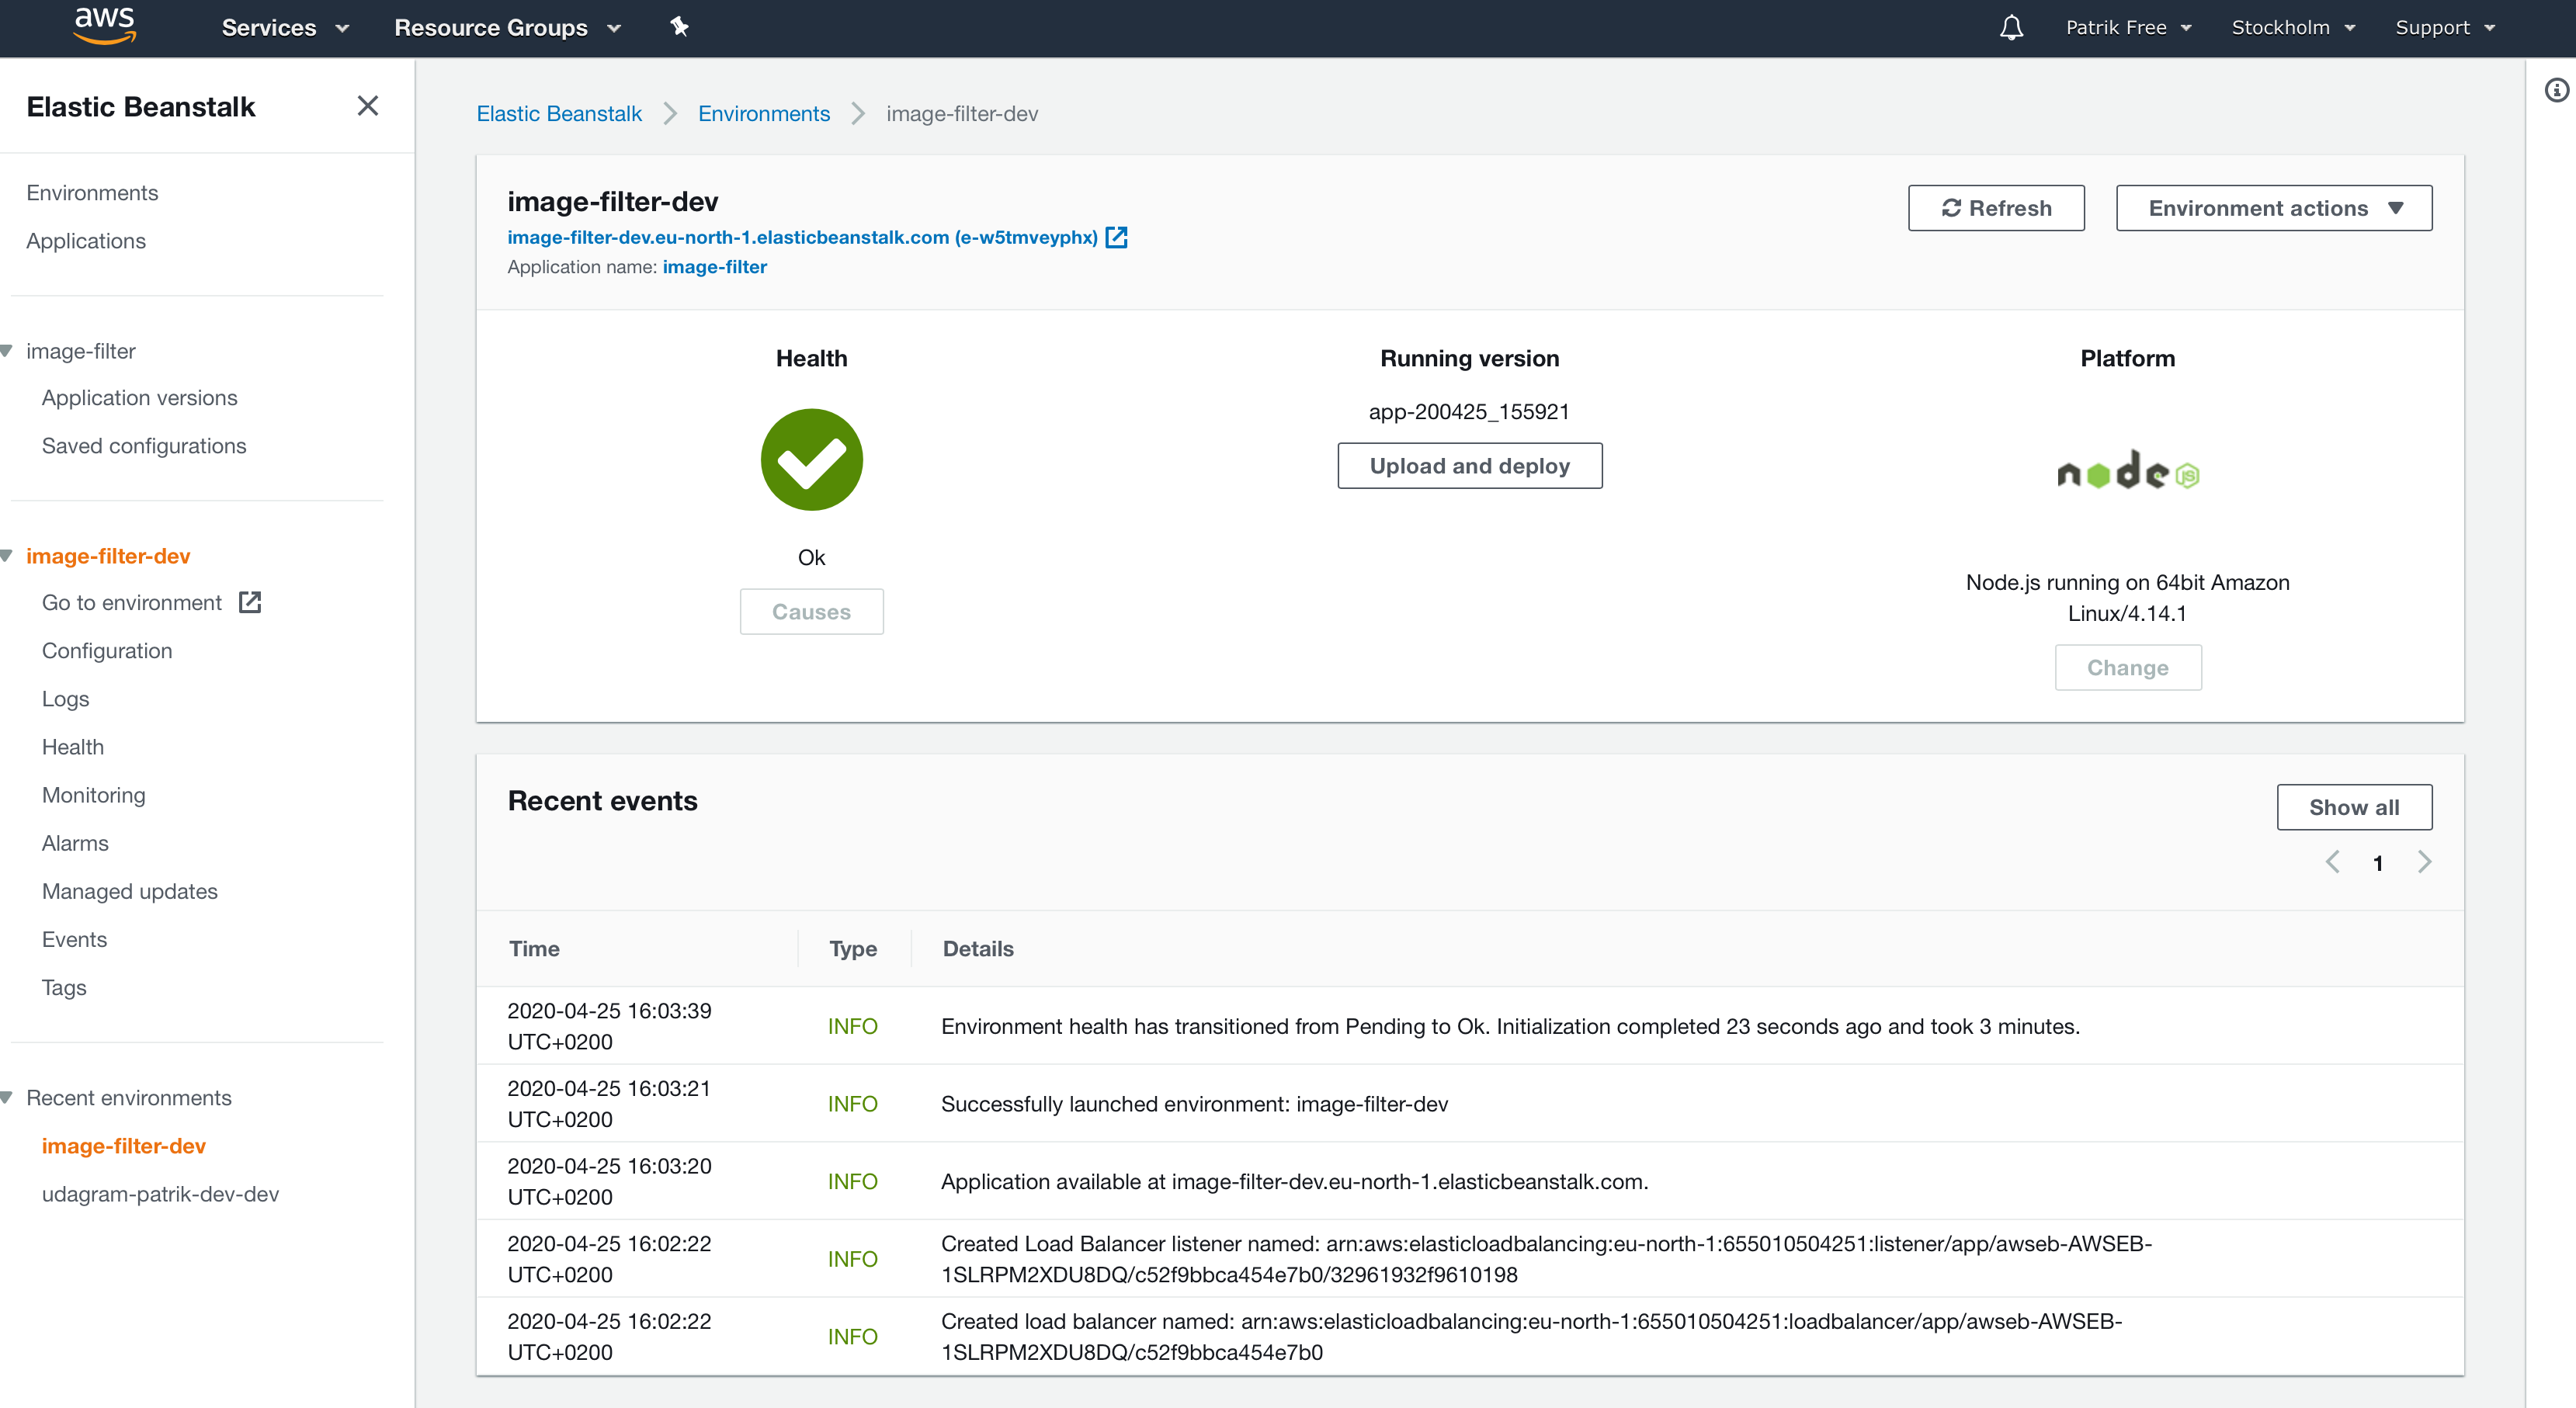 aws
Services
Resource Groups
Patrik Free
Stockholm
Support
Elastic Beanstalk
Environments
Applications
image-filter
Application versions
Saved configurations
image-filter-dev
Go to environment
Configuration
Logs
Health
Monitoring
Alarms
Managed updates
Events
Tags
Recent environments
image-filter-dev
udagram-patrik-dev-dev
Elastic Beanstalk
Environments
image-filter-dev
image-filter-dev
image-filter-dev.eu-north-1.elasticbeanstalk.com (e-w5tmveyphx)
Application name: image-filter
Refresh
Environment actions
Health
Ok
Causes
Running version
app-200425_155921
Upload and deploy
Platform
node
JS
Node.js running on 64bit Amazon
Linux/4.14.1
Change
Recent events
Show all
1
Time
Type
Details
2020-04-25 16:03:39
UTC+0200
INFO
Environment health has transitioned from Pending to Ok. Initialization completed 23 seconds ago and took 3 minutes.
2020-04-25 16:03:21
UTC+0200
INFO
Successfully launched environment: image-filter-dev
2020-04-25 16:03:20
UTC+0200
INFO
Application available at image-filter-dev.eu-north-1.elasticbeanstalk.com.
2020-04-25 16:02:22
UTC+0200
INFO
Created Load Balancer listener named: arn:aws:elasticloadbalancing:eu-north-1:655010504251:listener/app/awseb-AWSEB-
1SLRPM2XDU8DQ/c52f9bbca454e7b0/32961932f9610198
2020-04-25 16:02:22
UTC+0200
INFO
Created load balancer named: arn:aws:elasticloadbalancing:eu-north-1:655010504251:loadbalancer/app/awseb-AWSEB-
1SLRPM2XDU8DQ/c52f9bbca454e7b0